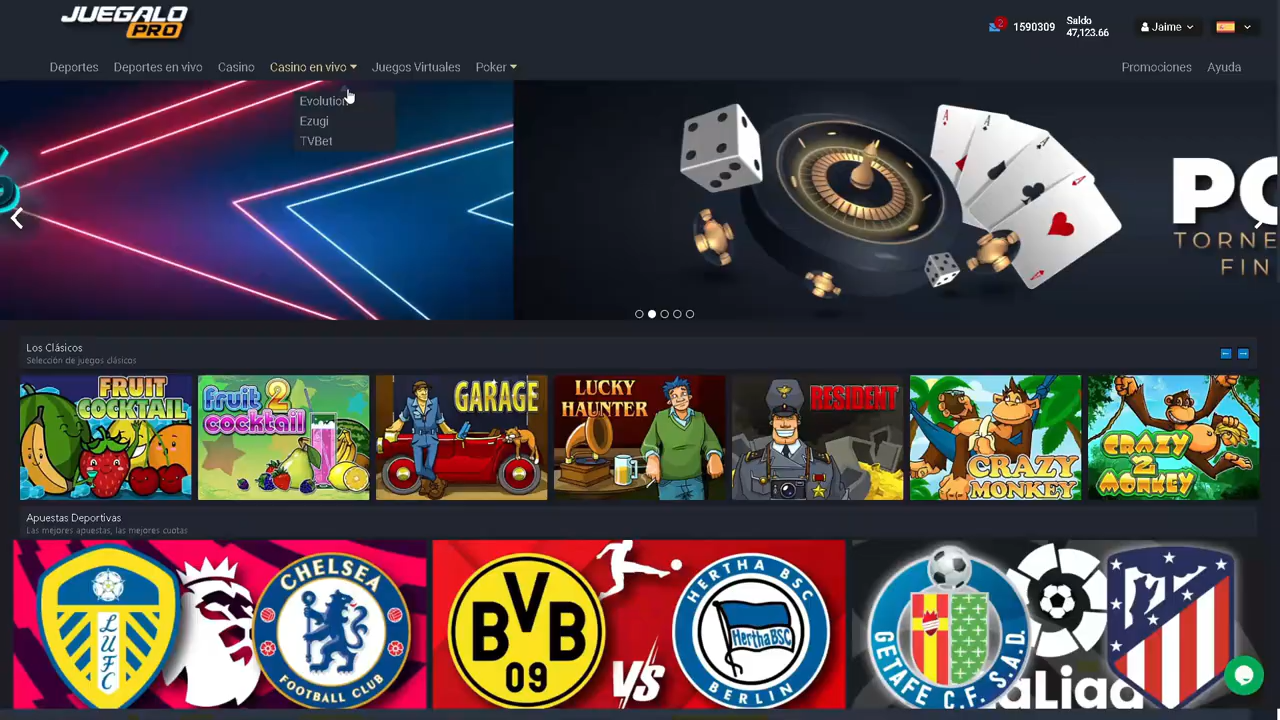 JUEGALO
PRO
2
1590309
Saldo
47,123.66
Jaime
Deportes
Deportes en vivo
Casino
Casino en vivo
Juegos Virtuales
Poker
Promociones
Ayuda
Evolution
Ezugi
TVBet
TORNE
FIN
Los Clásicos
Selección de juegos clásicos
FRUIT
COCKTAIL
fruit 2
cocktail
GARAGE
LUCKY
HAUNTER
RESIDENT
CRAZY
MONKEY
CRAZY
2
MONKEY
Apuestas Deportivas
Las mejores apuestas, las mejores cuotas
LUFC
CHELSEA
FOOTBALL CLUB
BVB
09
VS
HERTHA BSC
HerthaBSC
BERLIN
GETAFE C.F. S.A.D.
aLiga